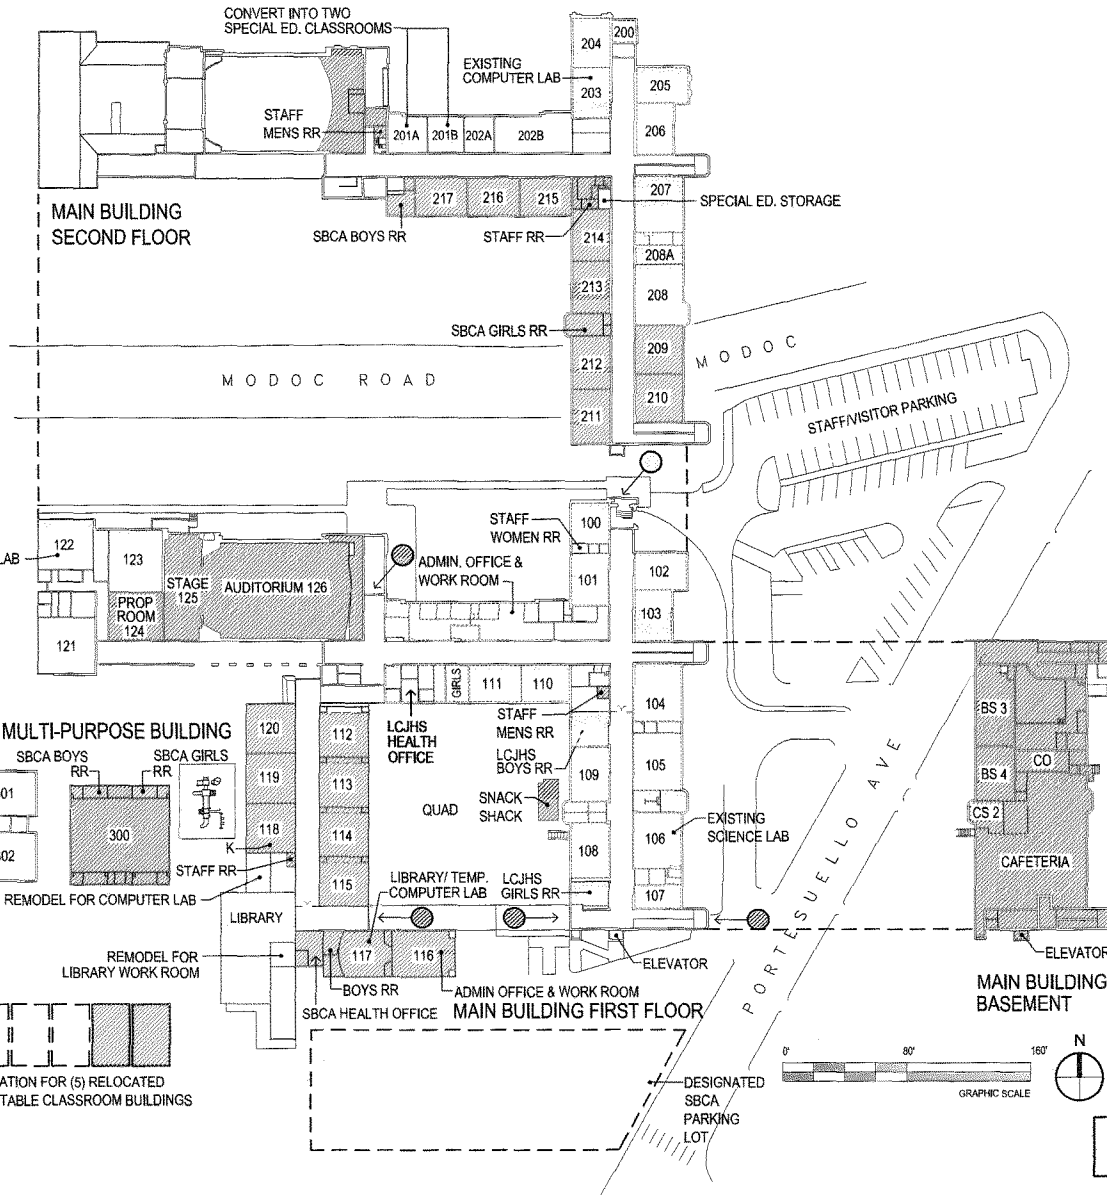 CONVERT INTO TWO
SPECIAL ED. CLASSROOMS
200
204
EXISTING
COMPUTER LAB
203
205
STAFF
MENS RR
201A
201B
202A
202B
206
207
MAIN BUILDING
SECOND FLOOR
217
216
215
SPECIAL ED. STORAGE
SBCA BOYS RR
STAFF RR
214
208A
213
208
SBCA GIRLS RR
212
209
MODOC
MODOC ROAD
211
210
STAFF/VISITOR PARKING
100
STAFF
WOMEN RR
LAB
122
123
STAGE
125
AUDITORIUM 126
ADMIN. OFFICE &
WORK ROOM
101
102
PROP
ROOM
124
103
121
GIRLS
111
110
104
BS 3
MULTI-PURPOSE BUILDING
SBCA BOYS
RR
SBCA GIRLS
RR
120
112
LCJHS
HEALTH
OFFICE
STAFF
MENS RR
LCJHS
BOYS RR
119
113
109
105
BS 4
CO
01
300
118
K
114
QUAD
SNACK
SHACK
106
EXISTING
SCIENCE LAB
CS 2
02
STAFF RR
108
CAFETERIA
REMODEL FOR COMPUTER LAB
115
LIBRARY/ TEMP.
COMPUTER LAB
LCJHS
GIRLS RR
107
LIBRARY
PORTESUELLO AVE
REMODEL FOR
LIBRARY WORK ROOM
117
116
ELEVATOR
ELEVATOR
BOYS RR
ADMIN OFFICE & WORK ROOM
SBCA HEALTH OFFICE
MAIN BUILDING FIRST FLOOR
MAIN BUILDING
BASEMENT
0'
80'
160'
GRAPHIC SCALE
N
ATION FOR (5) RELOCATED
TABLE CLASSROOM BUILDINGS
DESIGNATED
SBCA
PARKING
LOT